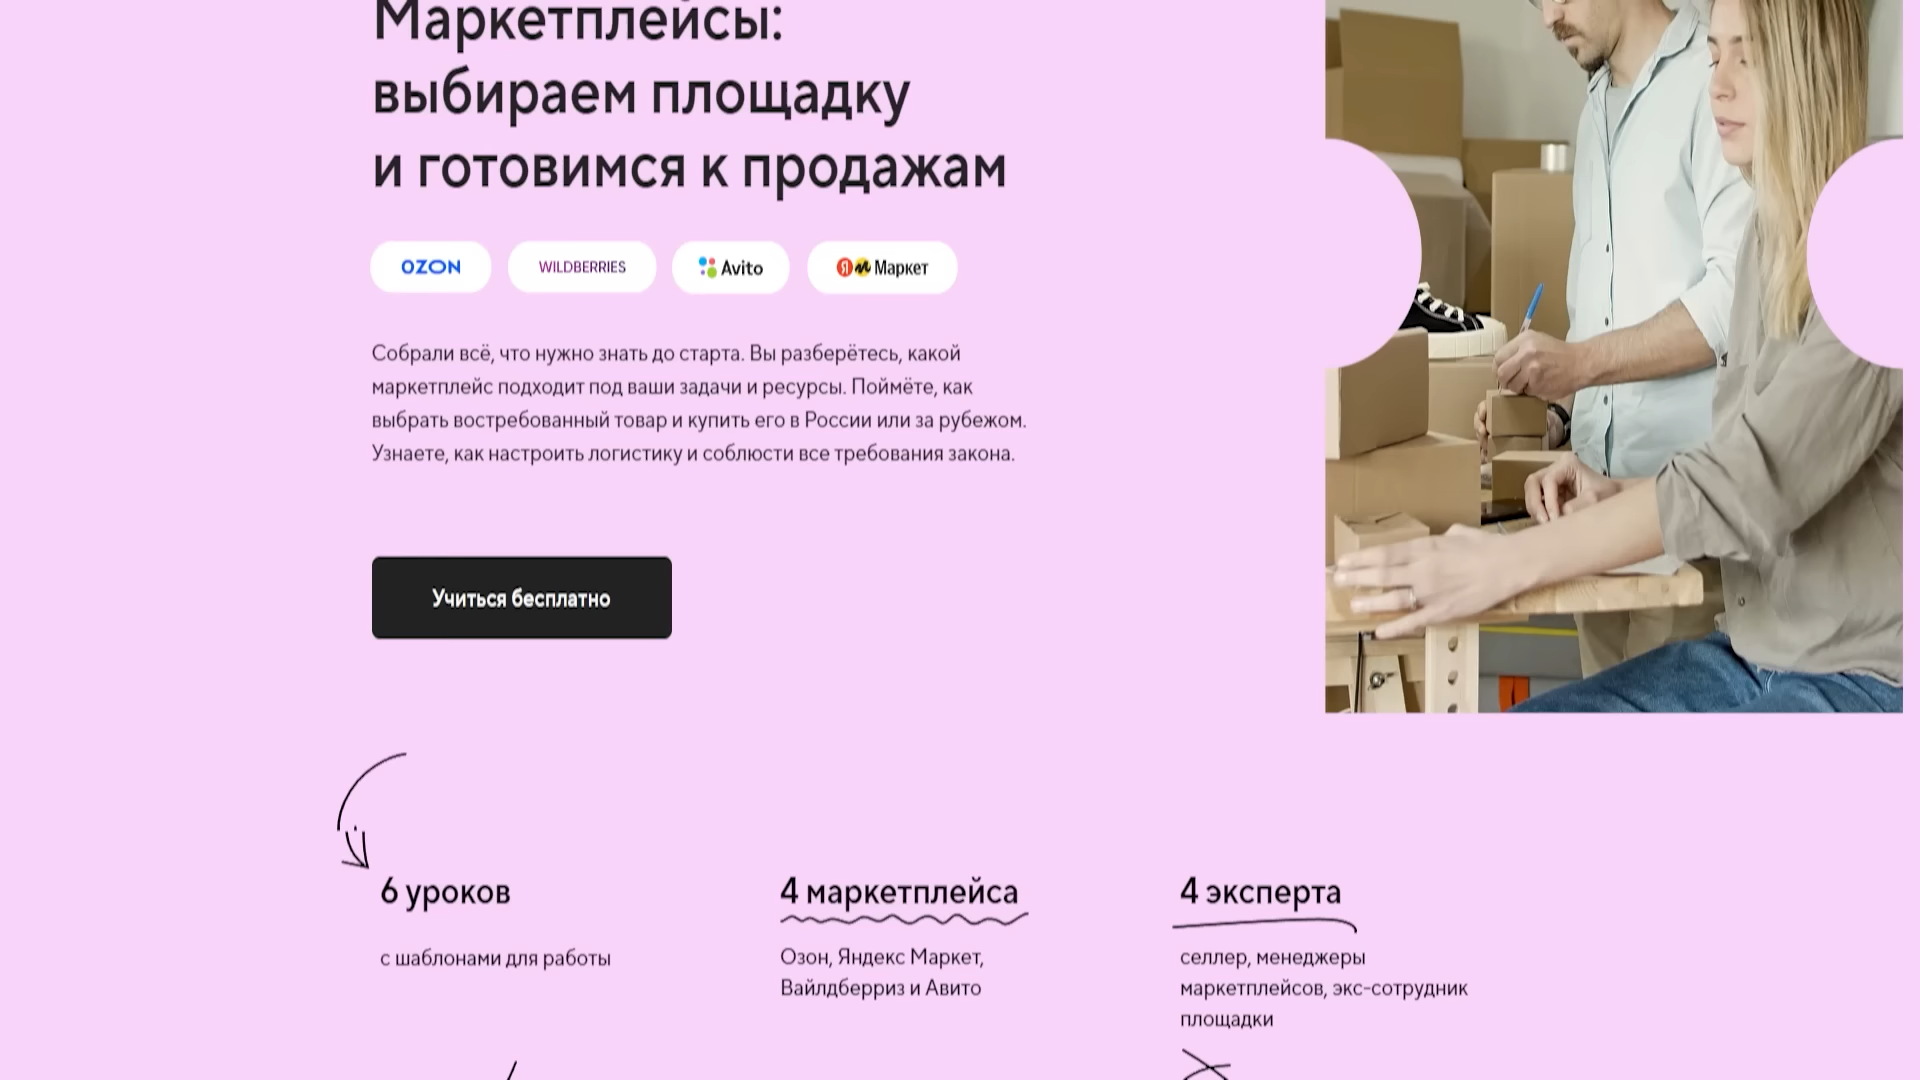 Маркетплейсы:
выбираем площадку
и готовимся к продажам
OZON
WILDBERRIES
Avito
Я М Маркет
Собрали всё, что нужно знать до старта. Вы разберётесь, какой
маркетплейс подходит под ваши задачи и ресурсы. Поймёте, как
выбрать востребованный товар и купить его в России или за рубежом.
Узнаете, как настроить логистику и соблюсти все требования закона.
Учиться бесплатно
6 уроков
с шаблонами для работы
4 маркетплейса
Озон, Яндекс Маркет,
Вайлдберриз и Авито
4 эксперта
селлер, менеджеры
маркетплейсов, экс-сотрудник
площадки